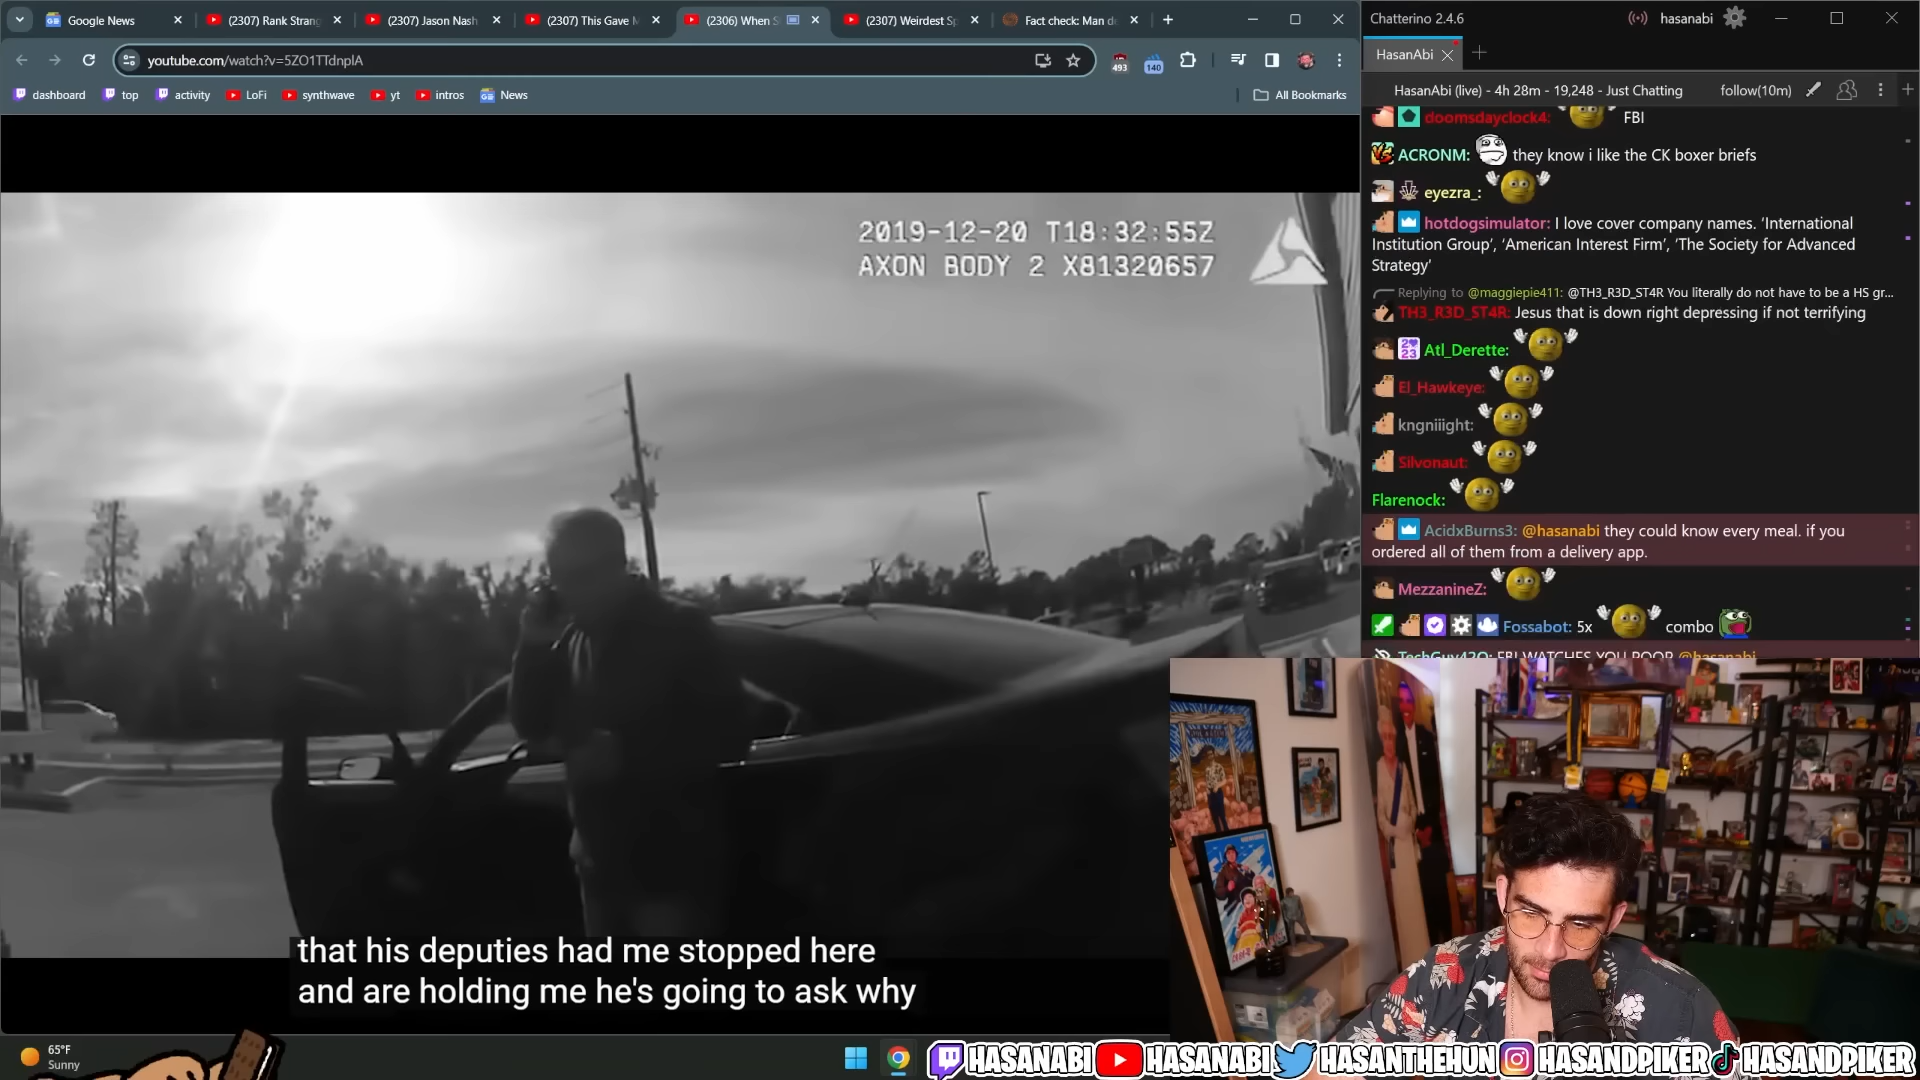 Google News
(2307) Rank Strang
(2307) Jason Nash
(2307) This Gave M
(2306) When S
(2307) Weirdest Sp
Fact check: Man d
youtube.com/watch?v=5ZO1TTdnplA
493
140
dashboard
top
activity
LoFi
synthwave
yt
intros
News
All Bookmarks
2019-12-20 T18:32:55Z
AXON BODY 2 X81320657
that his deputies had me stopped here
and are holding me he's going to ask why
65°F
Sunny
Chatterino 2.4.6
hasanabi
HasanAbi
HasanAbi (live) - 4h 28m - 19,248 - Just Chatting
follow(10m)
doomsdayclock4: FBI
ACRONM: they know i like the CK boxer briefs
eyezra_:
hotdogsimulator: I love cover company names. 'International
Institution Group', 'American Interest Firm', 'The Society for Advanced
Strategy'
Replying to @maggiepie411: @TH3_R3D_ST4R You literally do not have to be a HS gr...
TH3_R3D_ST4R: Jesus that is down right depressing if not terrifying
Atl_Derette:
El_Hawkeye:
kngniiight:
Silvonaut:
Flarenock:
AcidxBurns3: @hasanabi they could know every meal. if you
ordered all of them from a delivery app.
MezzanineZ:
Fossabot: 5x combo
TechGuy42O: FBI WATCHES YOU POOP @hasanabi
HASANABI HASANABI HASANTHEHUN HASANDPIKER HASANDPIKER